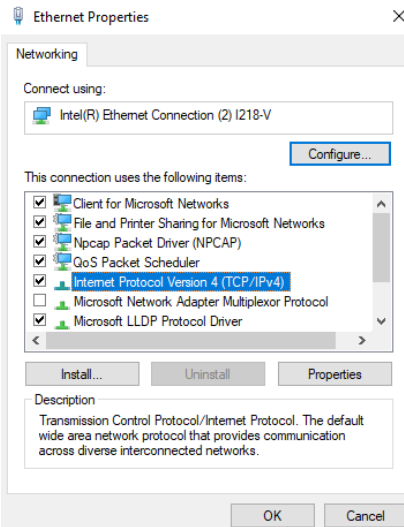 Ethernet Properties
Networking
Connect using:
Intel(R) Ethernet Connection (2) I218-V
Configure...
This connection uses the following items:
Client for Microsoft Networks
File and Printer Sharing for Microsoft Networks
Npcap Packet Driver (NPCAP)
QoS Packet Scheduler
Internet Protocol Version 4 (TCP/IPv4)
Microsoft Network Adapter Multiplexor Protocol
Microsoft LLDP Protocol Driver
Install... Uninstall Properties
Description
Transmission Control Protocol/Internet Protocol. The default
wide area network protocol that provides communication
across diverse interconnected networks.
OK Cancel